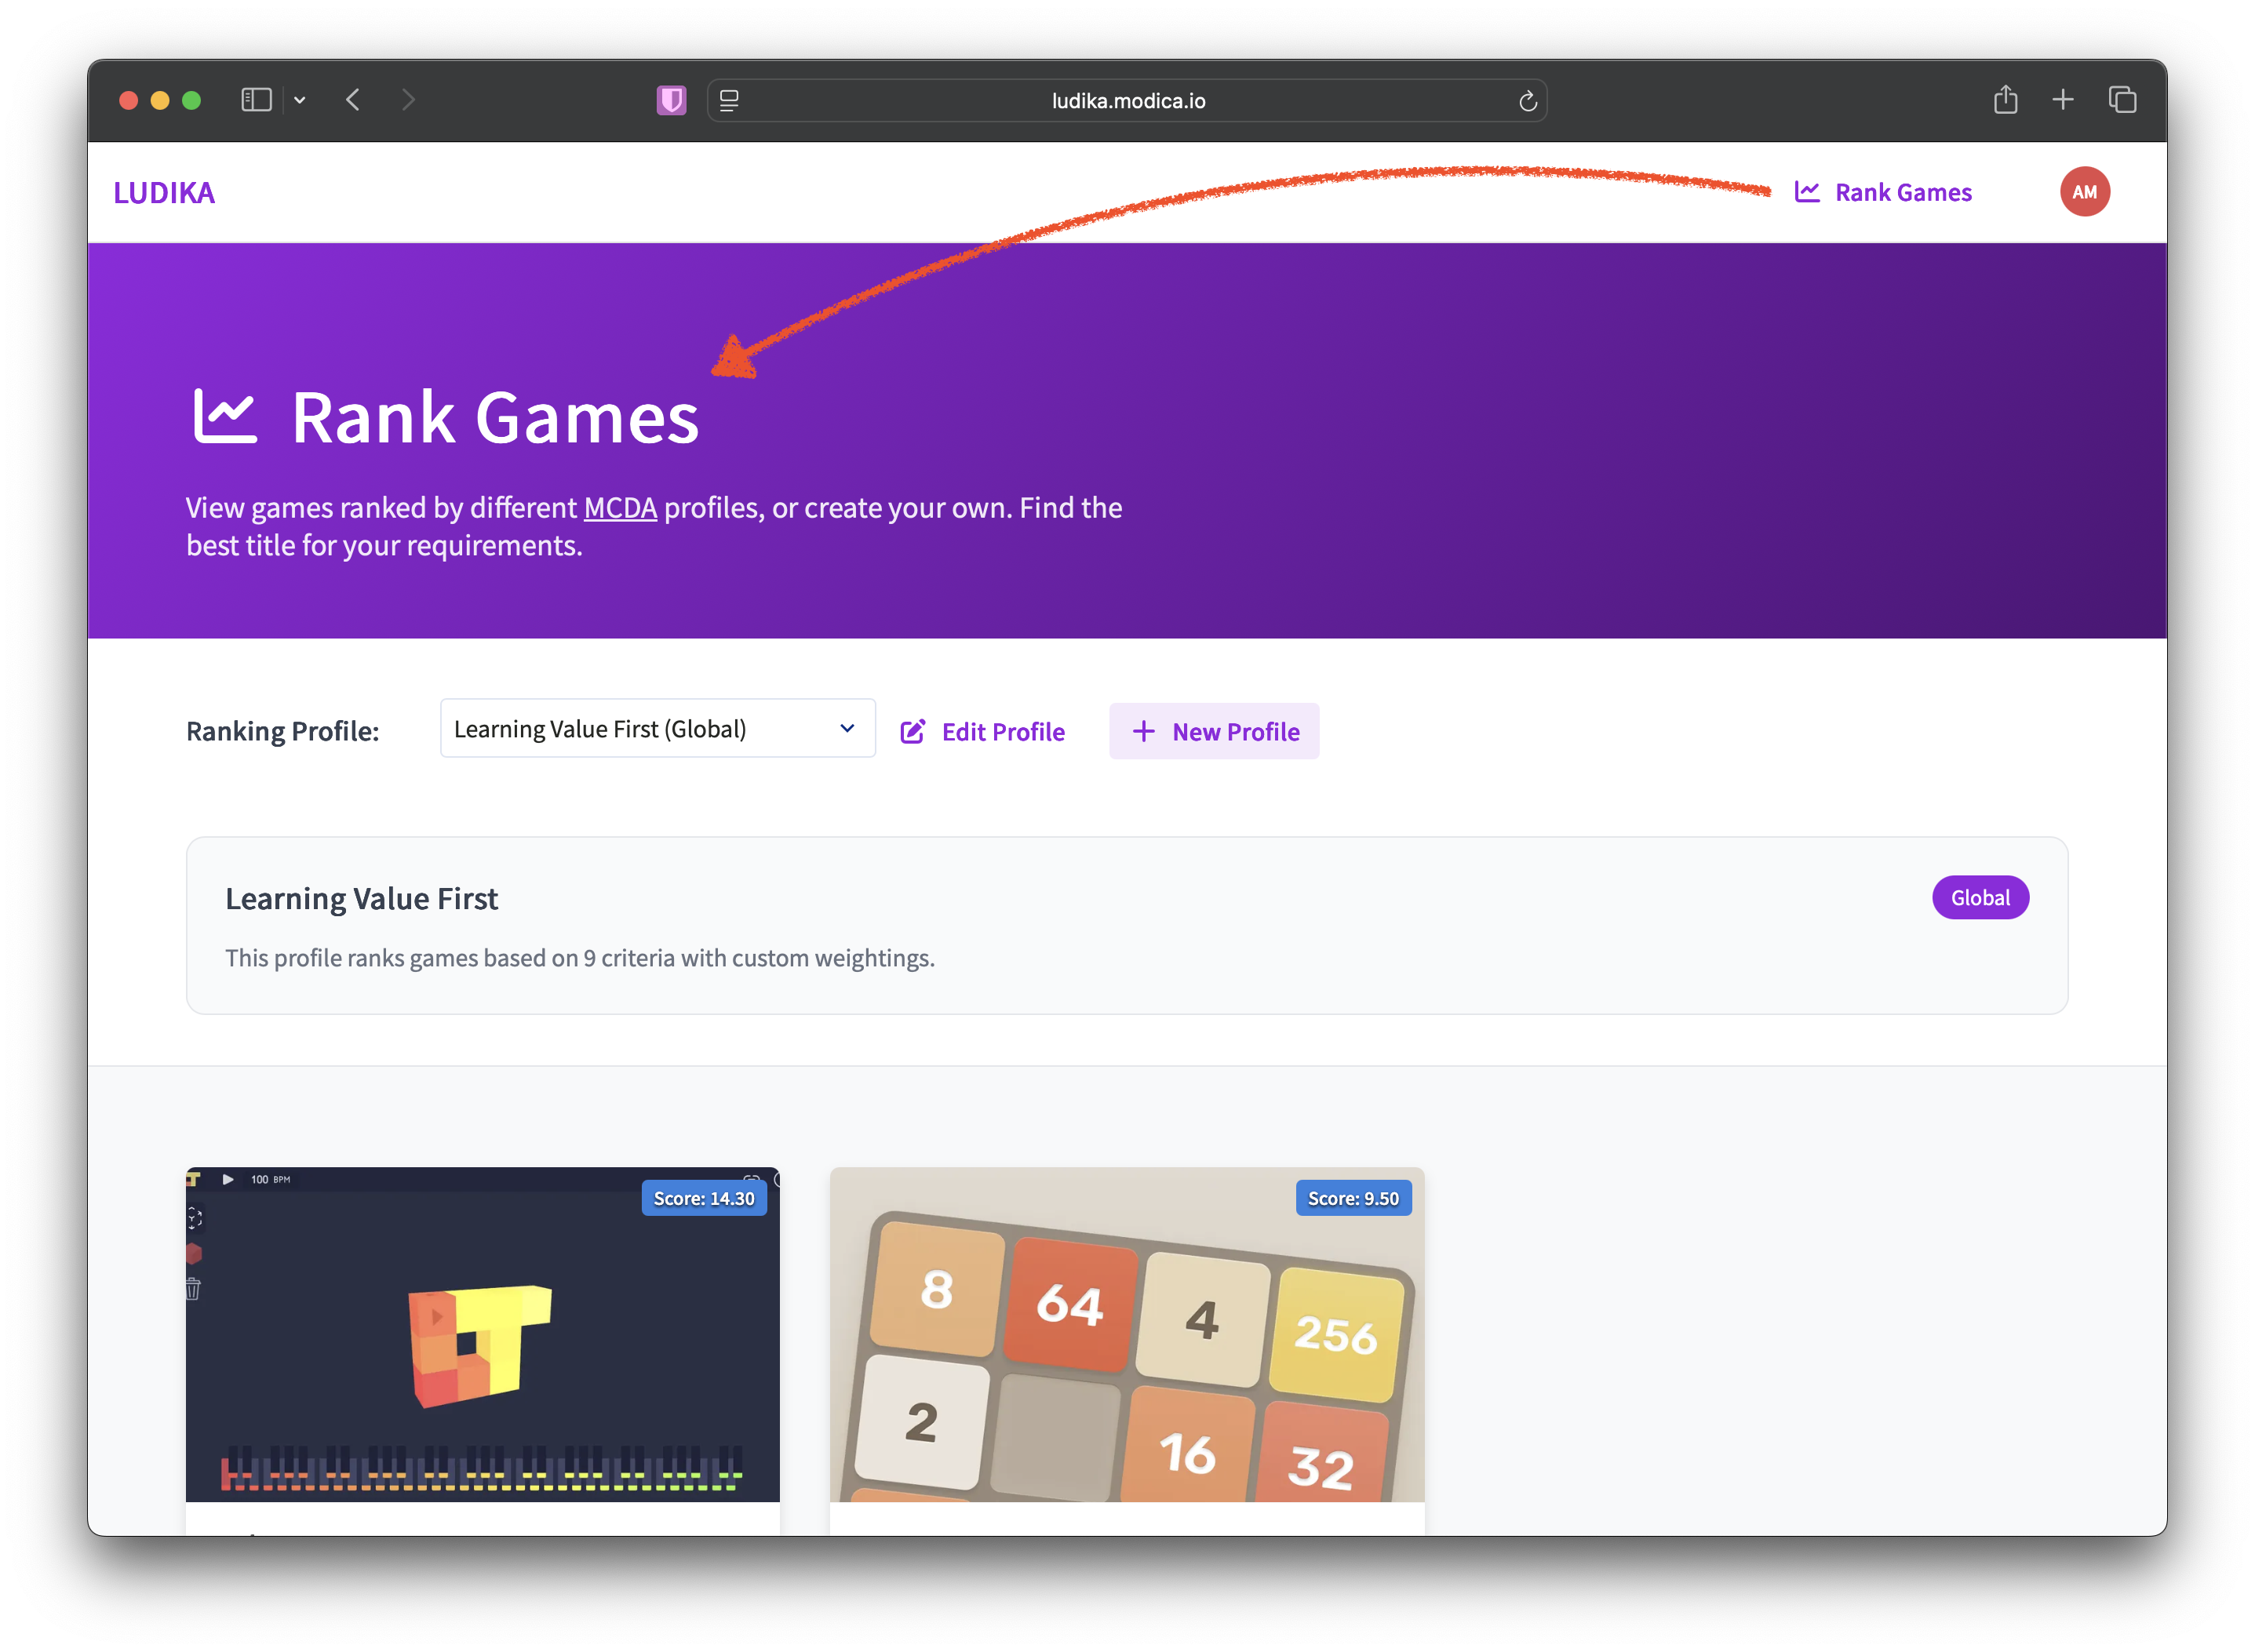 ludika.modica.io
LUDIKA
Rank Games
AM
Rank Games
View games ranked by different MCDA profiles, or create your own. Find the
best title for your requirements.
Ranking Profile:
Learning Value First (Global)
Edit Profile
New Profile
Learning Value First
Global
This profile ranks games based on 9 criteria with custom weightings.
100 BPM
Score: 14.30
Score: 9.50
8
64
4
256
2
16
32